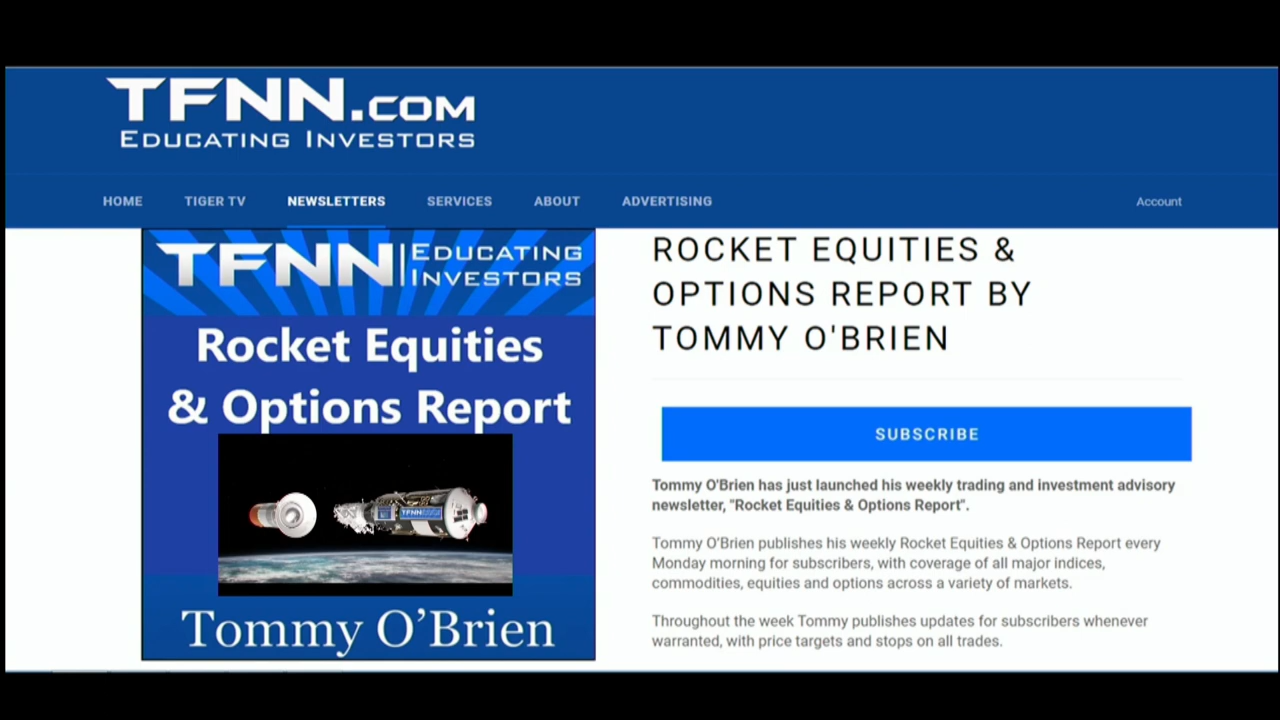 TFNN.COM
EDUCATING INVESTORS
HOME TIGER TV NEWSLETTERS SERVICES ABOUT ADVERTISING Account
TFNN EDUCATING
INVESTORS
Rocket Equities
& Options Report
TFNN
Tommy O’Brien
ROCKET EQUITIES &
OPTIONS REPORT BY
TOMMY O'BRIEN
SUBSCRIBE
Tommy O'Brien has just launched his weekly trading and investment advisory
newsletter, "Rocket Equities & Options Report".
Tommy O’Brien publishes his weekly Rocket Equities & Options Report every
Monday morning for subscribers, with coverage of all major indices,
commodities, equities and options across a variety of markets.
Throughout the week Tommy publishes updates for subscribers whenever
warranted, with price targets and stops on all trades.